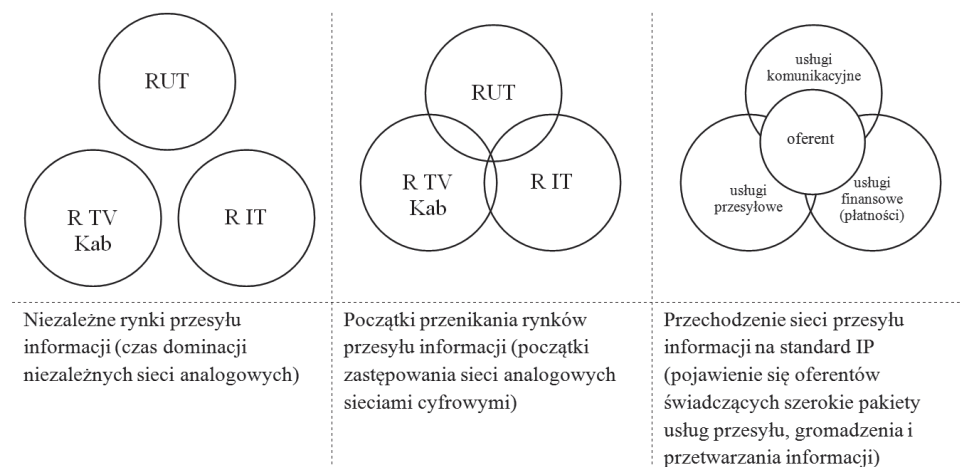 RUT
R TV
Kab
R IT
RUT
R TV
Kab
R IT
usługi
komunikacyjne
oferent
usługi
przesyłowe
usługi
finansowe
(płatności)
Niezależne rynki przesyłu
informacji (czas dominacji
niezależnych sieci analogowych)
Początki przenikania rynków
przesyłu informacji (początki
zastępowania sieci analogowych
sieciami cyfrowymi)
Przechodzenie sieci przesyłu
informacji na standard IP
(pojawienie się oferentów
świadczących szerokie pakiety
usług przesyłu, gromadzenia i
przetwarzania informacji)